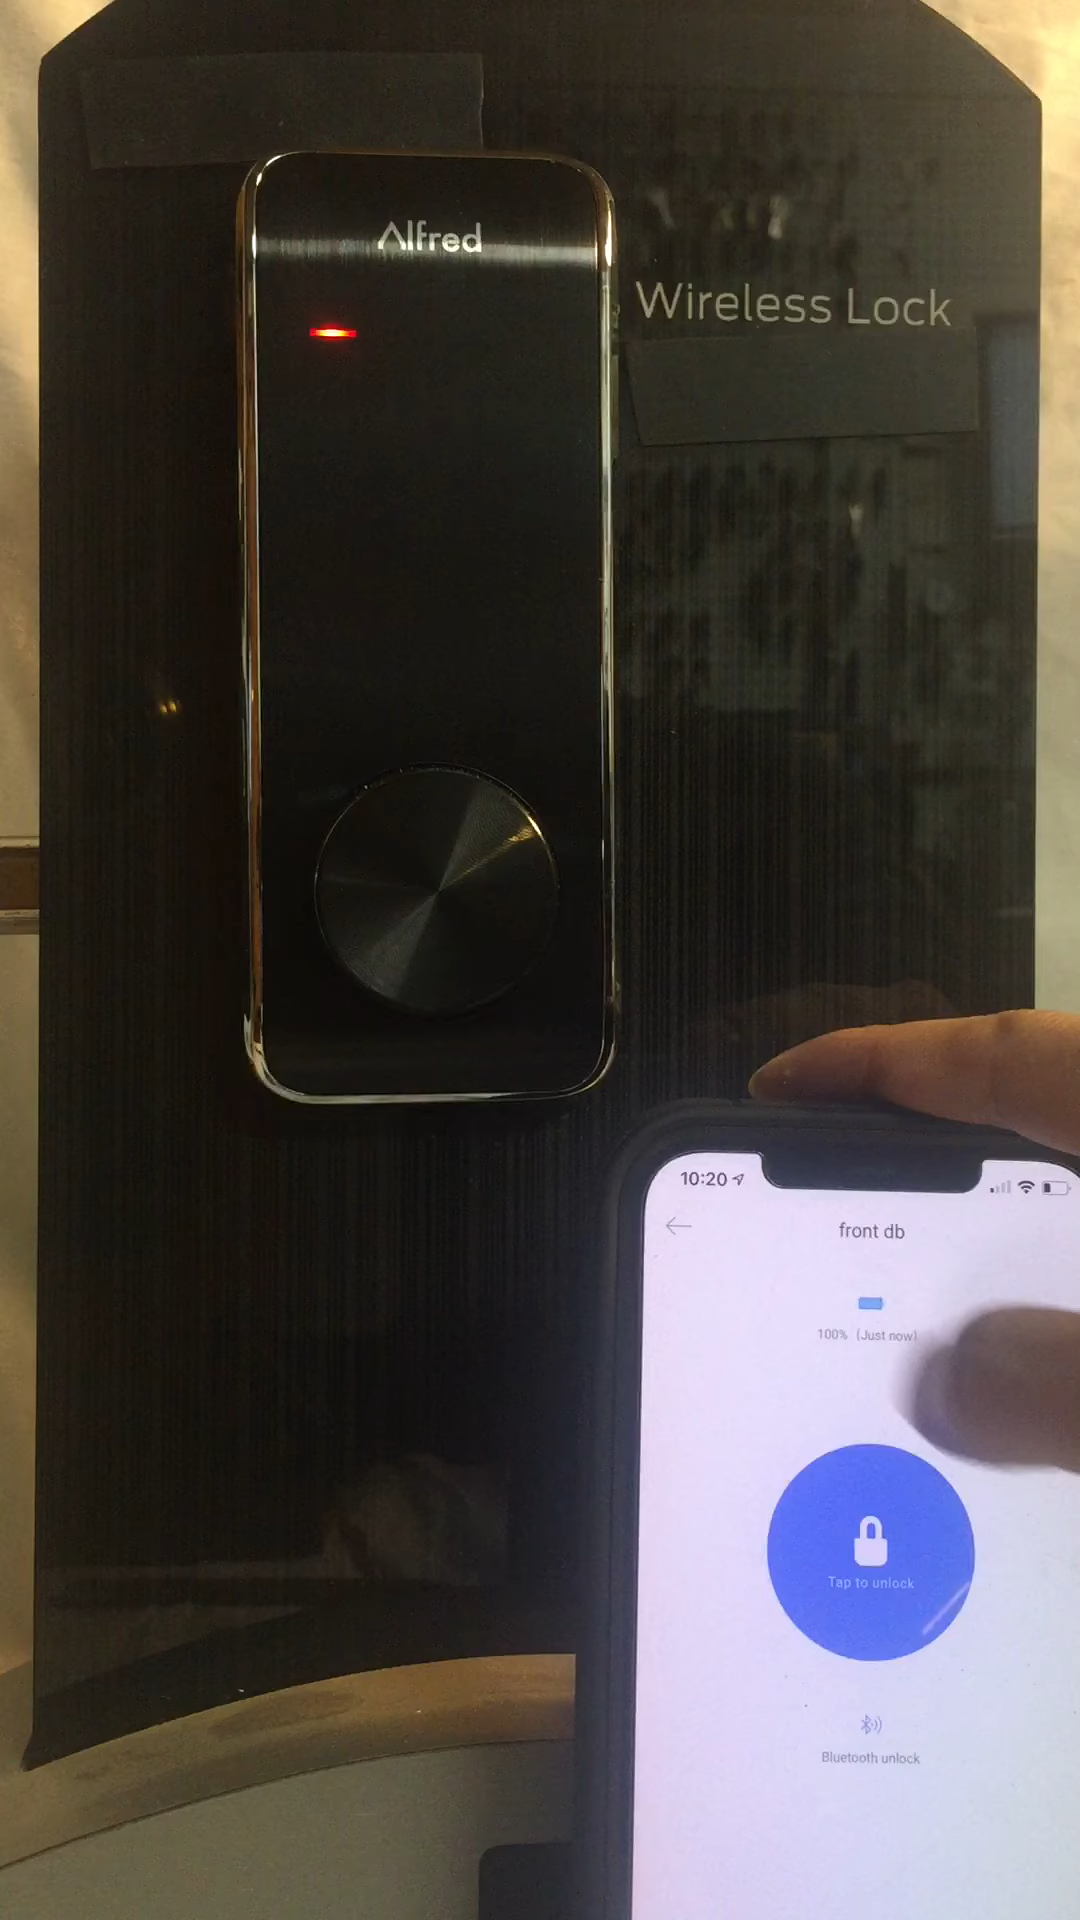 Alfred
Wireless Lock
10:20
front db
100% (Just now)
Tap to unlock
Bluetooth unlock